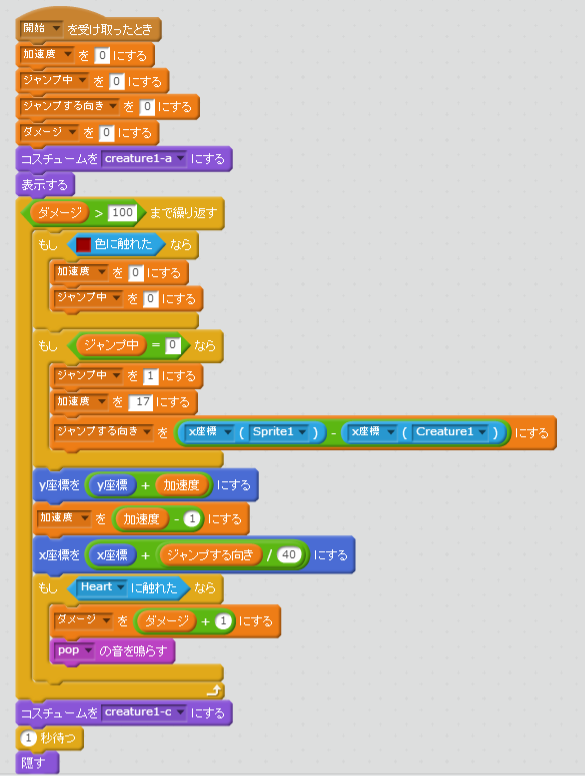 開始 を受け取ったとき
加速度 を 0 にする
ジャンプ中 を 0 にする
ジャンプする向き を 0 にする
ダメージ を 0 にする
コスチュームを creature1-a にする
表示する
ダメージ > 100 まで繰り返す
もし 色に触れた なら
加速度 を 0 にする
ジャンプ中 を 0 にする
もし ジャンプ中 = 0 なら
ジャンプ中 を 1 にする
加速度 を 17 にする
ジャンプする向き を x座標 ( Sprite1 ) - x座標 ( Creature1 ) にする
y座標を y座標 + 加速度 にする
加速度 を 加速度 - 1 にする
x座標を x座標 + ジャンプする向き / 40 にする
もし Heart に触れた なら
ダメージ を ダメージ + 1 にする
pop の音を鳴らす
コスチュームを creature1-c にする
1 秒待つ
隠す